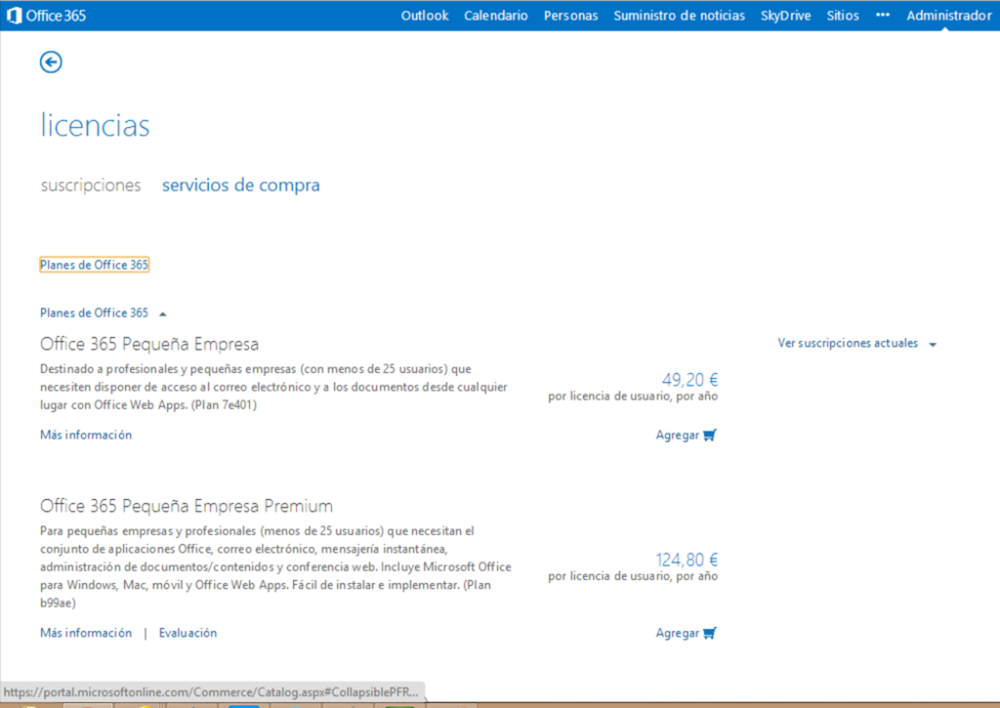 Office 365
Outlook Calendario Personas Suministro de noticias SkyDrive Sitios ••• Administrador
licencias
suscripciones servicios de compra
Planes de Office 365
Planes de Office 365
Office 365 Pequeña Empresa
Ver suscripciones actuales
Destinado a profesionales y pequeñas empresas (con menos de 25 usuarios) que
necesiten disponer de acceso al correo electrónico y a los documentos desde cualquier
lugar con Office Web Apps. (Plan 7e401)
49,20 €
por licencia de usuario, por año
Más información
Agregar
Office 365 Pequeña Empresa Premium
Para pequeñas empresas y profesionales (menos de 25 usuarios) que necesitan el
conjunto de aplicaciones Office, correo electrónico, mensajería instantánea,
administración de documentos/contenidos y conferencia web. Incluye Microsoft Office
para Windows, Mac, móvil y Office Web Apps. Fácil de instalar e implementar. (Plan
b99ae)
124,80 €
por licencia de usuario, por año
Más información | Evaluación
Agregar
https://portal.microsoftonline.com/Commerce/Catalog.aspx#CollapsiblePFR...